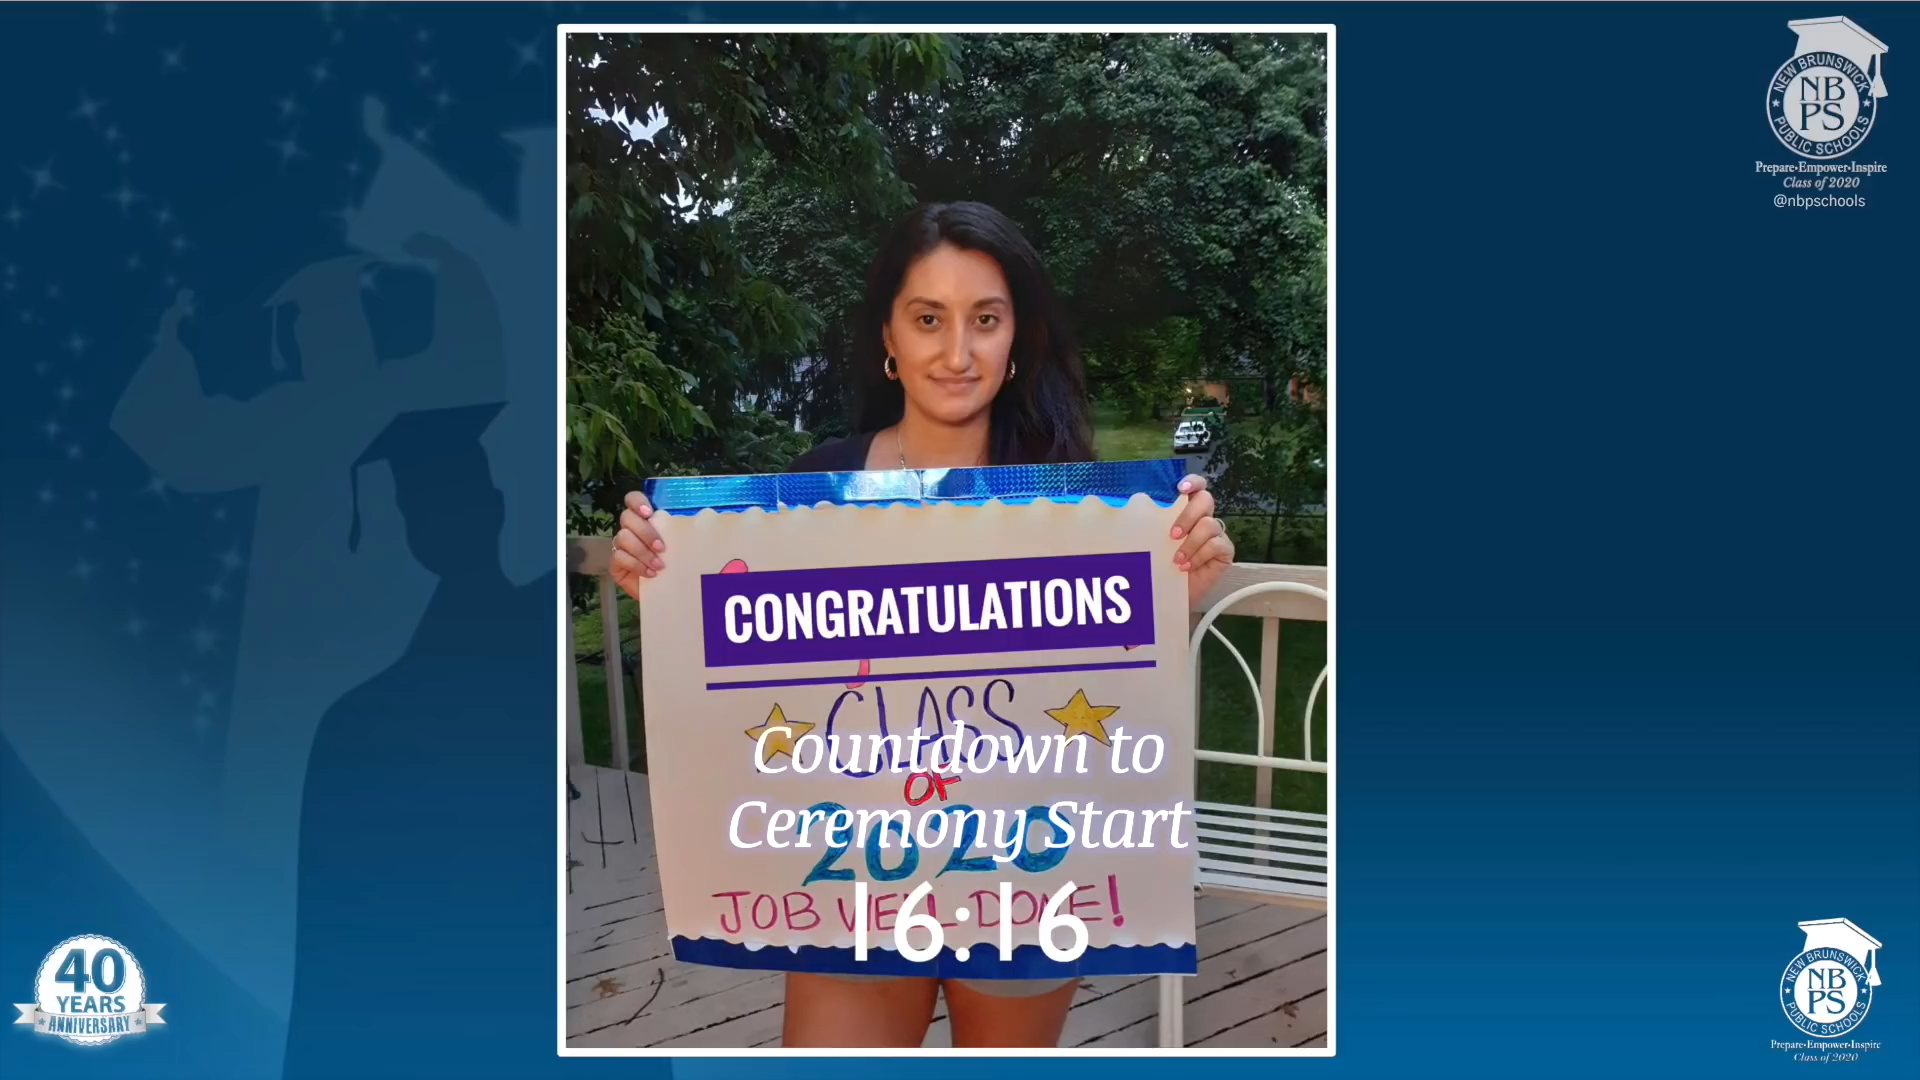 NEW BRUNSWICK
NB
PS
PUBLIC SCHOOLS
Prepare•Empower•Inspire
Class of 2020
@nbpschools
CONGRATULATIONS
CLASS
OF
2020
JOB WELL DONE!
Countdown to
Ceremony Start
16:16
40
YEARS
ANNIVERSARY
NEW BRUNSWICK
NB
PS
PUBLIC SCHOOLS
Prepare•Empower•Inspire
Class of 2020